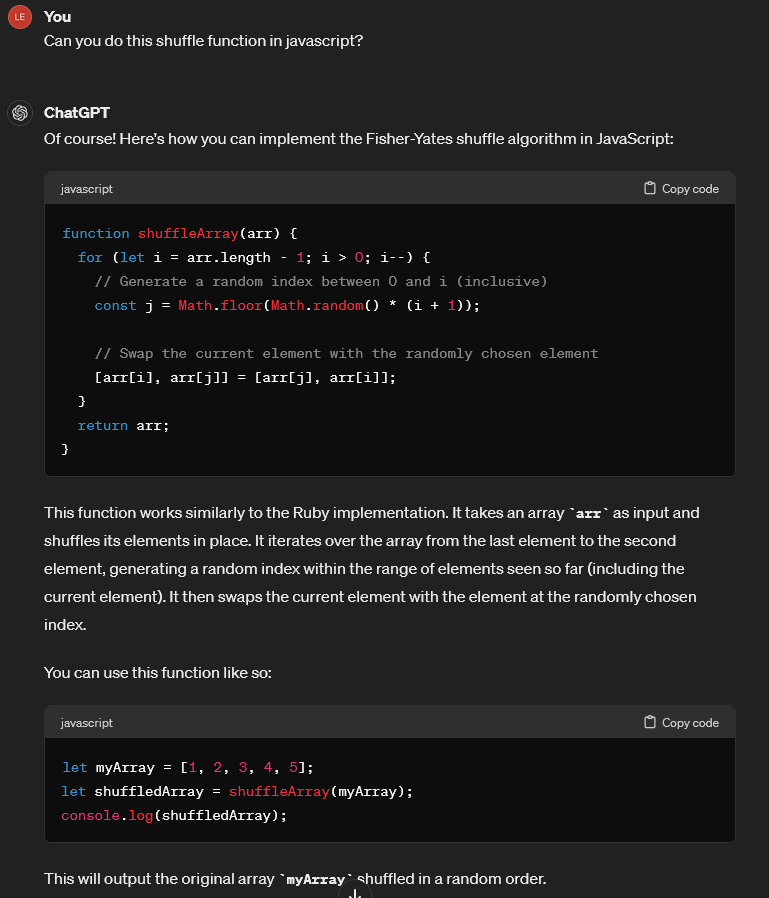 LE
You
Can you do this shuffle function in javascript?
ChatGPT
Of course! Here's how you can implement the Fisher-Yates shuffle algorithm in JavaScript:
javascript
Copy code
function shuffleArray(arr) {
  for (let i = arr.length - 1; i > 0; i--) {
    // Generate a random index between 0 and i (inclusive)
    const j = Math.floor(Math.random() * (i + 1));

    // Swap the current element with the randomly chosen element
    [arr[i], arr[j]] = [arr[j], arr[i]];
  }
  return arr;
}
This function works similarly to the Ruby implementation. It takes an array `arr` as input and
shuffles its elements in place. It iterates over the array from the last element to the second
element, generating a random index within the range of elements seen so far (including the
current element). It then swaps the current element with the element at the randomly chosen
index.
You can use this function like so:
javascript
Copy code
let myArray = [1, 2, 3, 4, 5];
let shuffledArray = shuffleArray(myArray);
console.log(shuffledArray);
This will output the original array `myArray` shuffled in a random order.